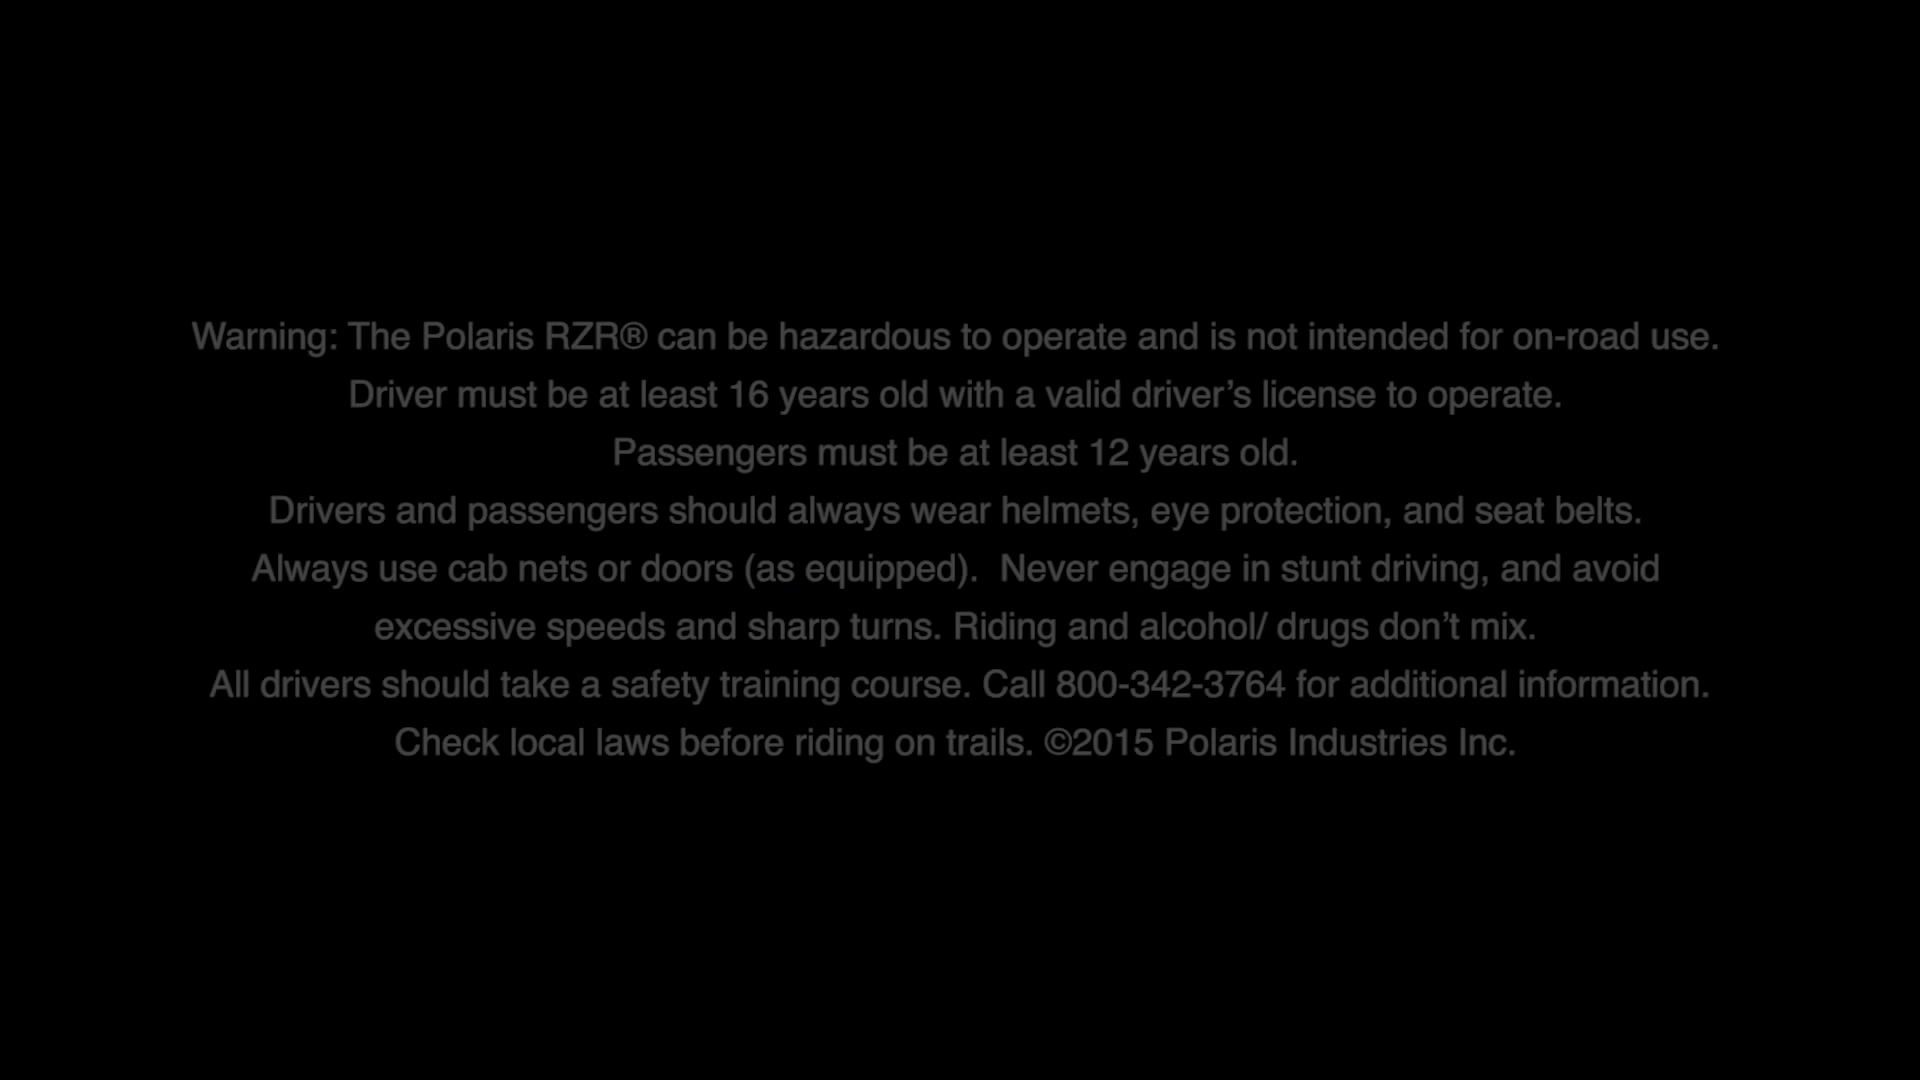 Warning: The Polaris RZR® can be hazardous to operate and is not intended for on-road use.
Driver must be at least 16 years old with a valid driver’s license to operate.
Passengers must be at least 12 years old.
Drivers and passengers should always wear helmets, eye protection, and seat belts.
Always use cab nets or doors (as equipped).  Never engage in stunt driving, and avoid
excessive speeds and sharp turns. Riding and alcohol/ drugs don’t mix.
All drivers should take a safety training course. Call 800-342-3764 for additional information.
Check local laws before riding on trails. ©2015 Polaris Industries Inc.